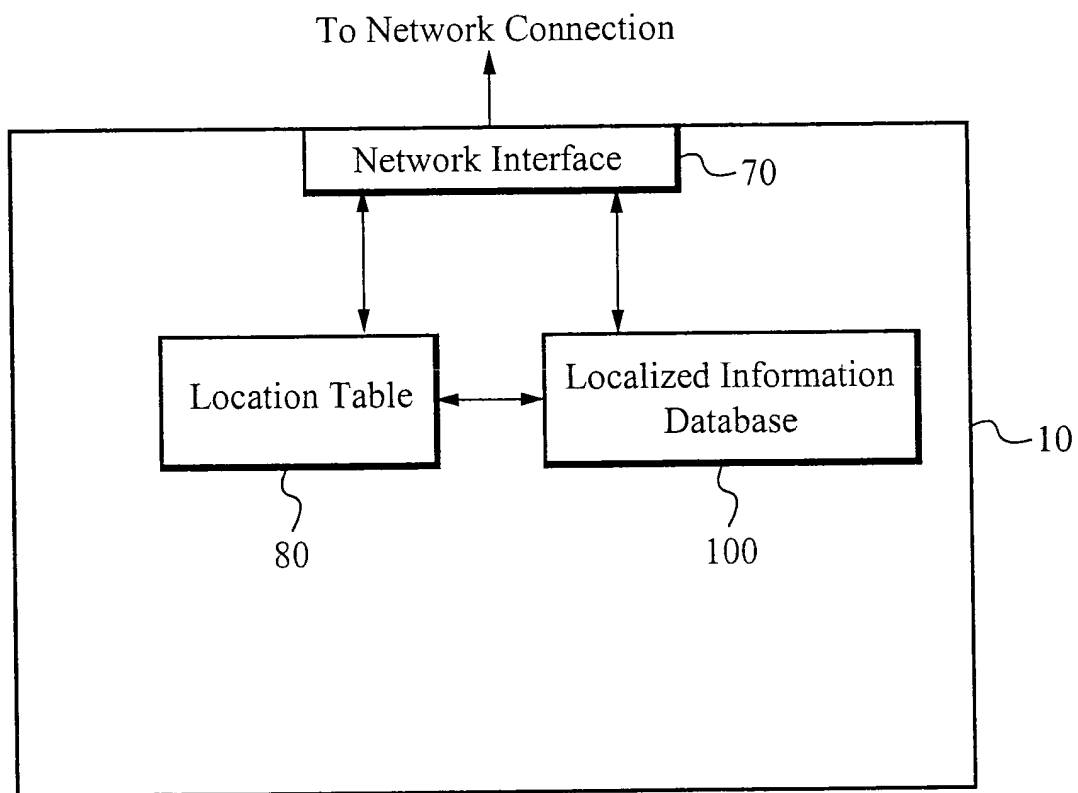 To Network Connection
Network Interface
70
Location Table
Localized Information
Database
10
80
100